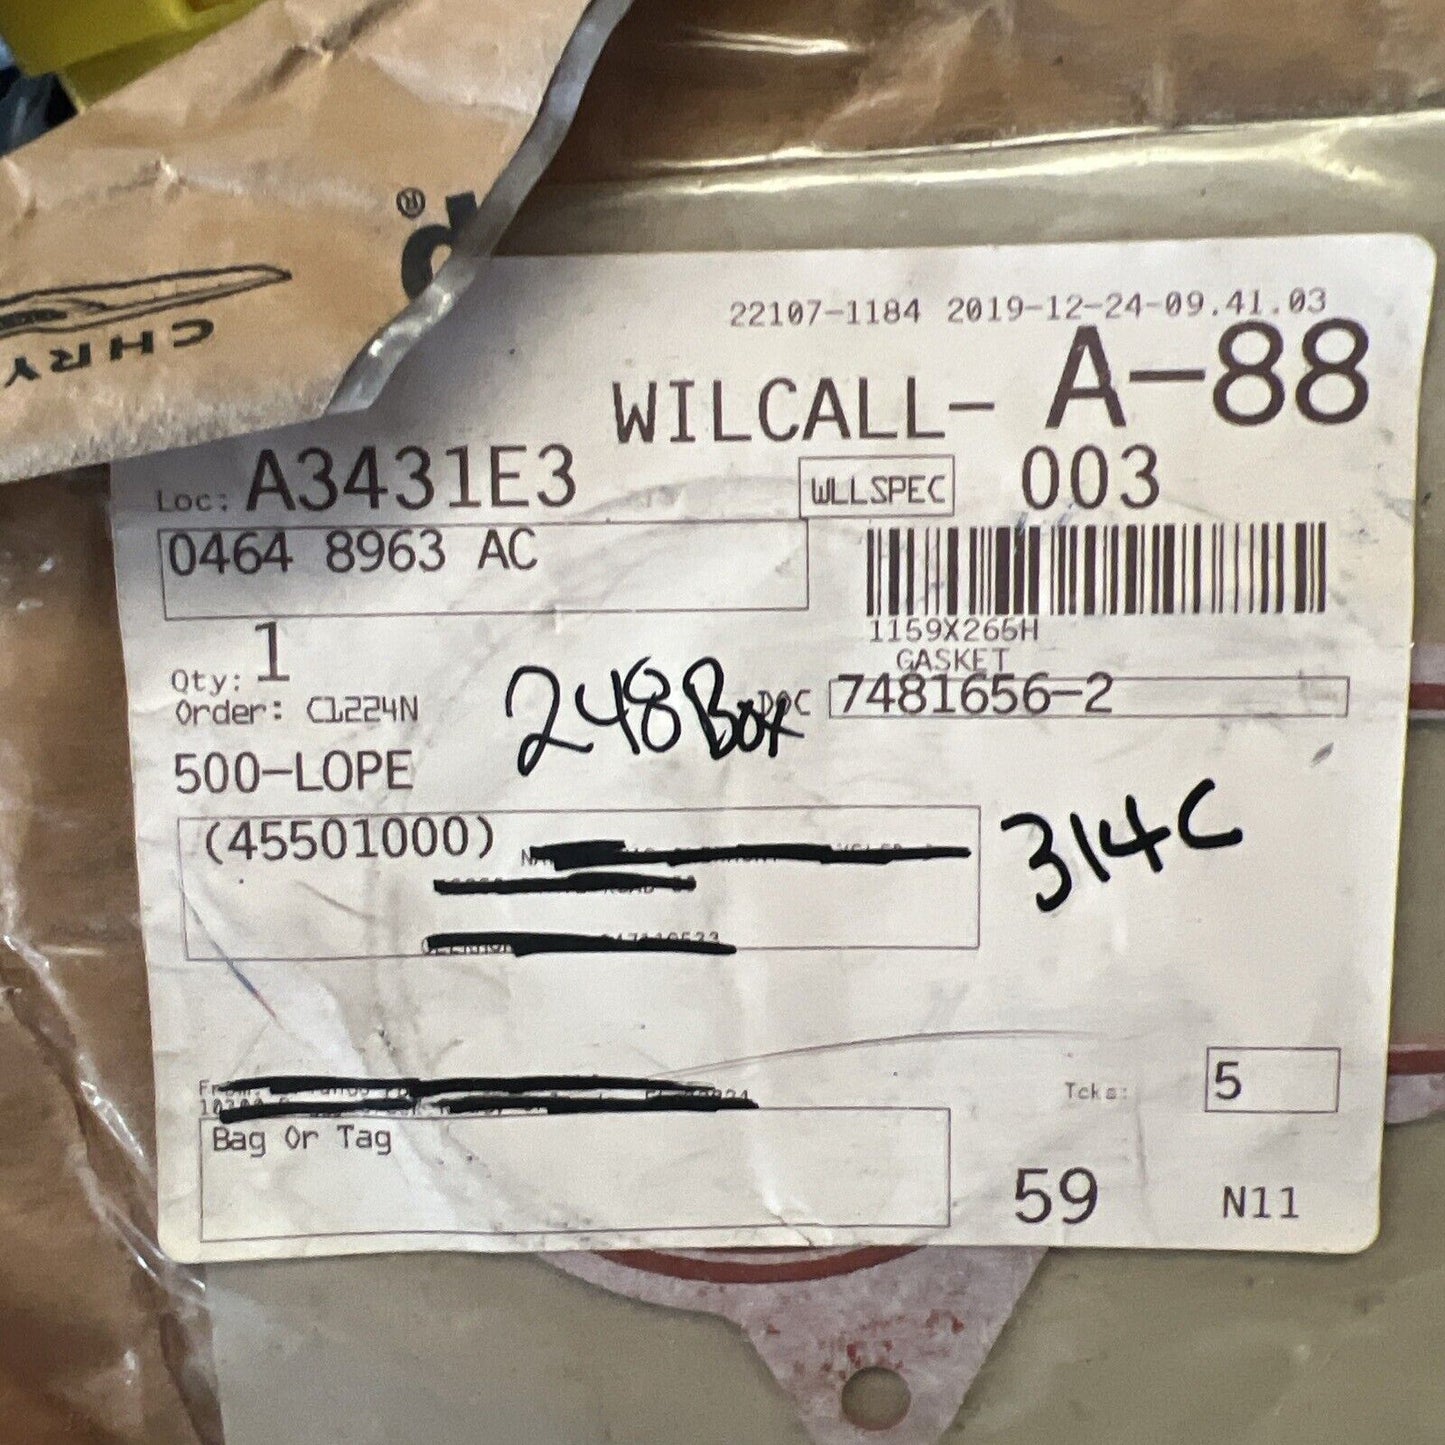 ®
CHRY
22107-1184 2019-12-24-09.41.03
WILCALL- A-88
Loc: A3431E3 WLLSPEC 003
0464 8963 AC
1159X265H
GASKET
Qty: 1
DOC 7481656-2
Order: C1224N
248 Box
500-LOPE
314C
(45501000)
Tcks: 5
Bag Or Tag
59 N11